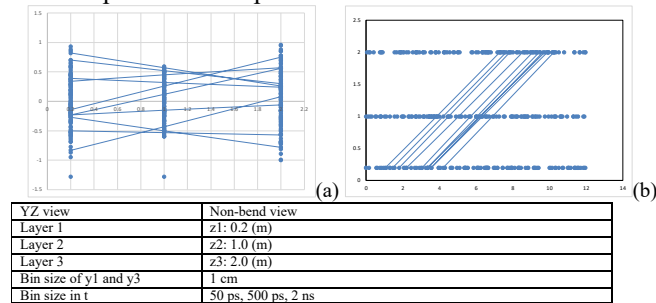 1.5
1
0.5
0
0 0.2 0.4 0.6 0.8 1 1.2 1.4 1.6 1.8 2
-0.5
-1
-1.5
(a)
2.5
2
1.5
1
0.5
0
0 2 4 6 8 10 12 14
(b)
YZ view Non-bend view
Layer 1 z1: 0.2 (m)
Layer 2 z2: 1.0 (m)
Layer 3 z3: 2.0 (m)
Bin size of y1 and y3 1 cm
Bin size in t 50 ps, 500 ps, 2 ns